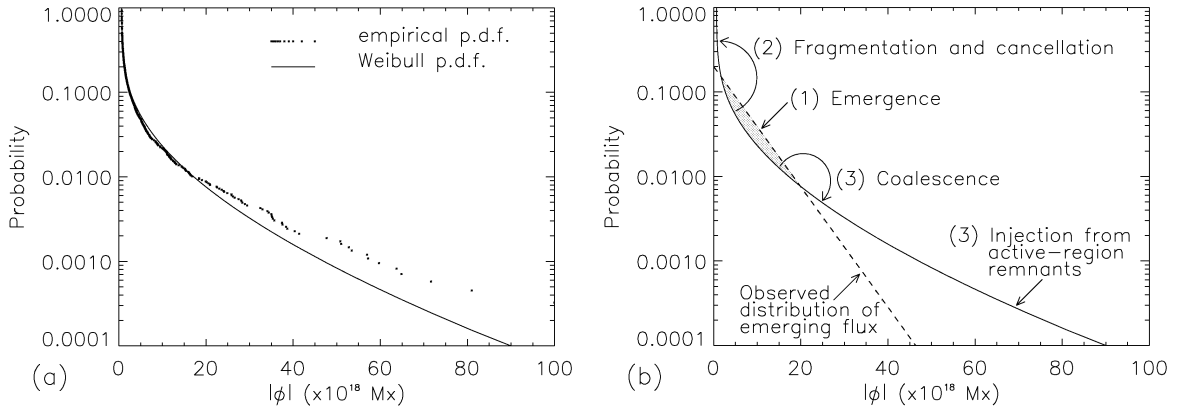 1.0000
0.1000
0.0100
0.0010
0.0001
Probability
empirical p.d.f.
Weibull p.d.f.
0 20 40 60 80 100
|ϕ| (x10¹⁸ Mx)
(a)
1.0000
0.1000
0.0100
0.0010
0.0001
Probability
(2) Fragmentation and cancellation
(1) Emergence
(3) Coalescence
(3) Injection from
active-region
remnants
Observed
distribution of
emerging flux
0 20 40 60 80 100
|ϕ| (x10¹⁸ Mx)
(b)